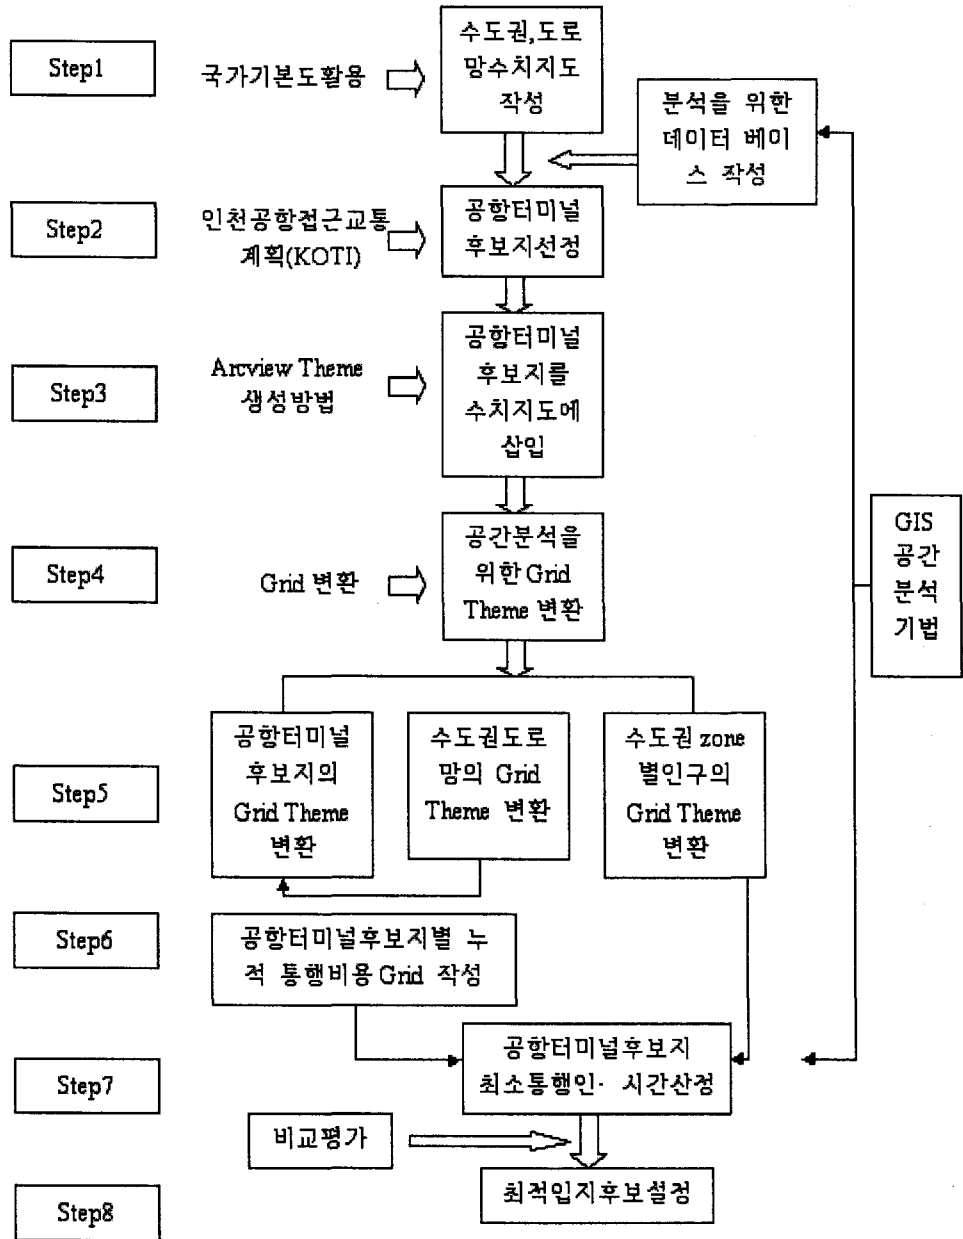 Step1
국가기본도활용
수도권,도로
망수치지도
작성
분석을 위한
데이터 베이
스 작성
Step2
인천공항접근교통
계획(KOTI)
공항터미널
후보지선정
Step3
Arcview Theme
생성방법
공항터미널
후보지를
수치지도에
삽입
GIS
공간
분석
기법
Step4
Grid 변환
공간분석을
위한 Grid
Theme 변환
Step5
공항터미널
후보지의
Grid Theme
변환
수도권도로
망의 Grid
Theme 변환
수도권 zone
별인구의
Grid Theme
변환
Step6
공항터미널후보지별 누
적 통행비용 Grid 작성
Step7
공항터미널후보지
최소통행인· 시간산정
비교평가
최적입지후보설정
Step8